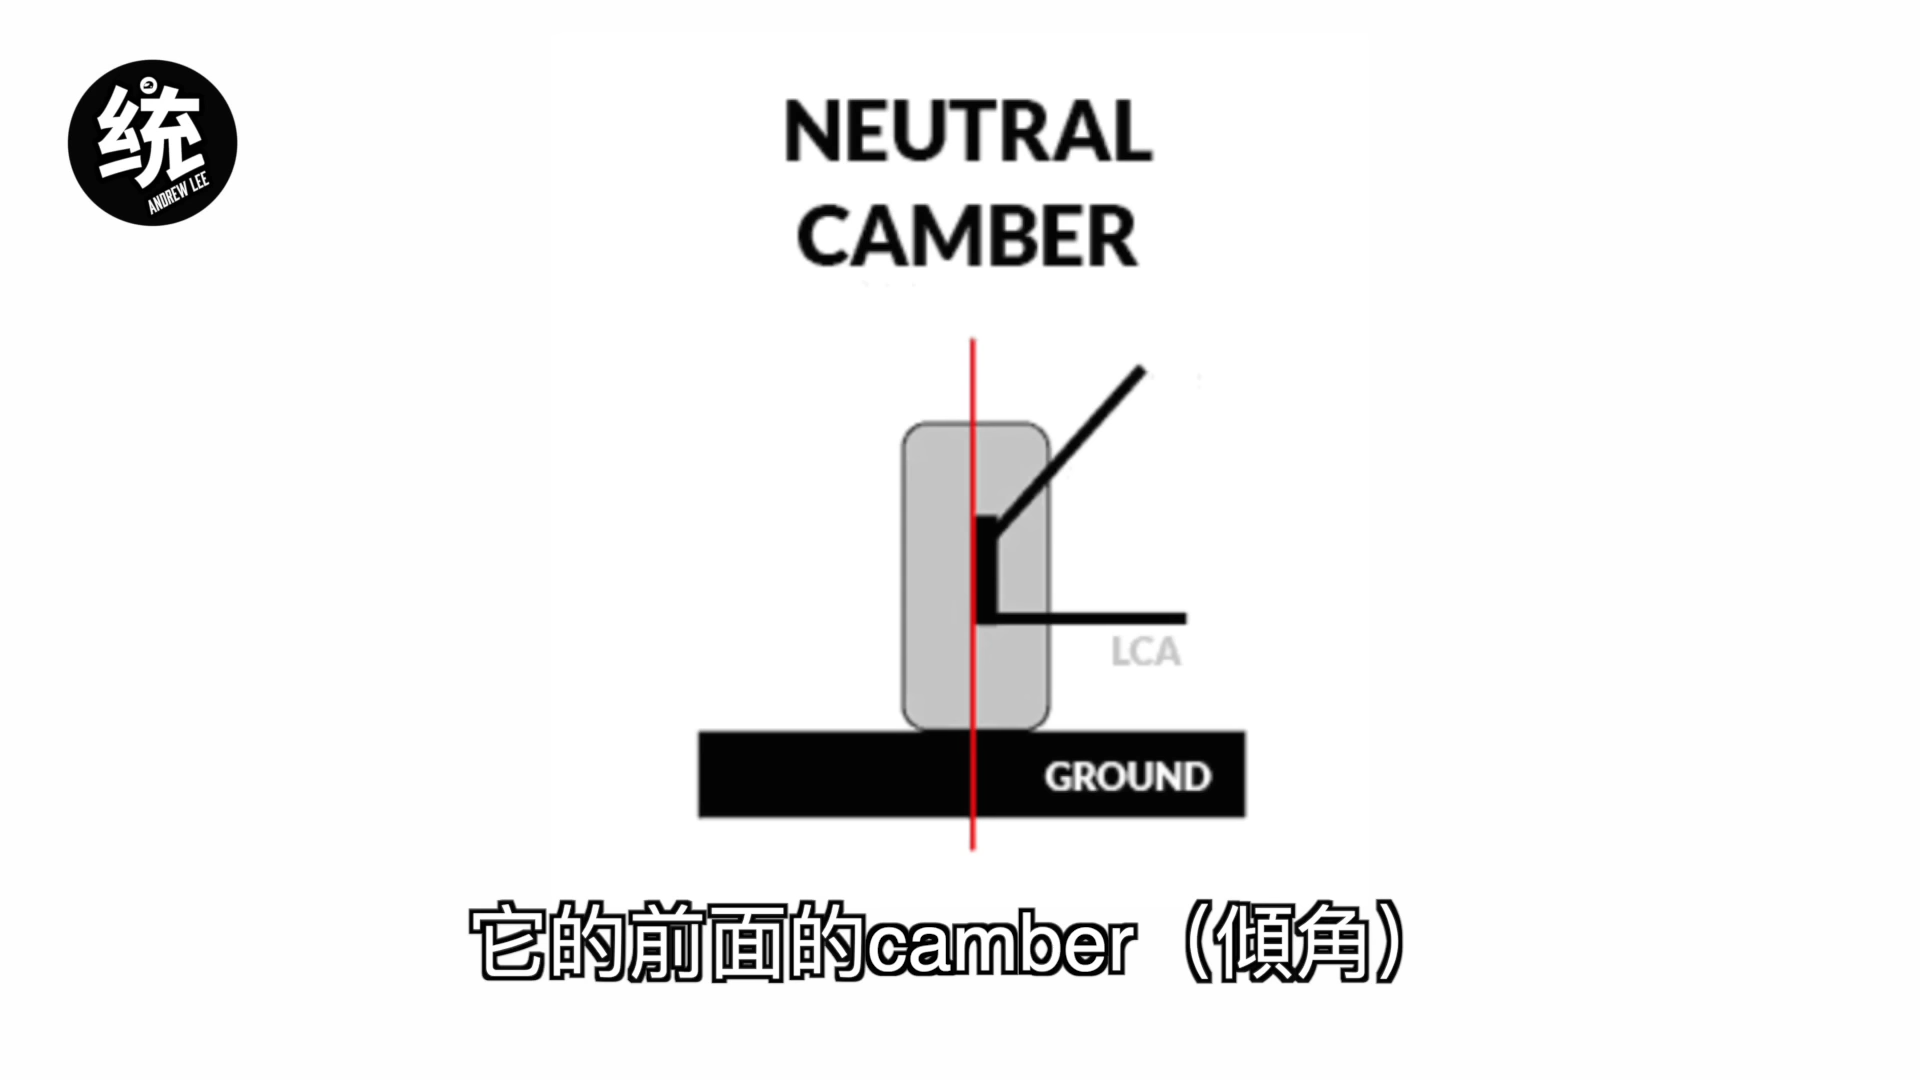 统
ANDREW LEE
NEUTRAL
CAMBER
LCA
GROUND
它的前面的camber（傾角）